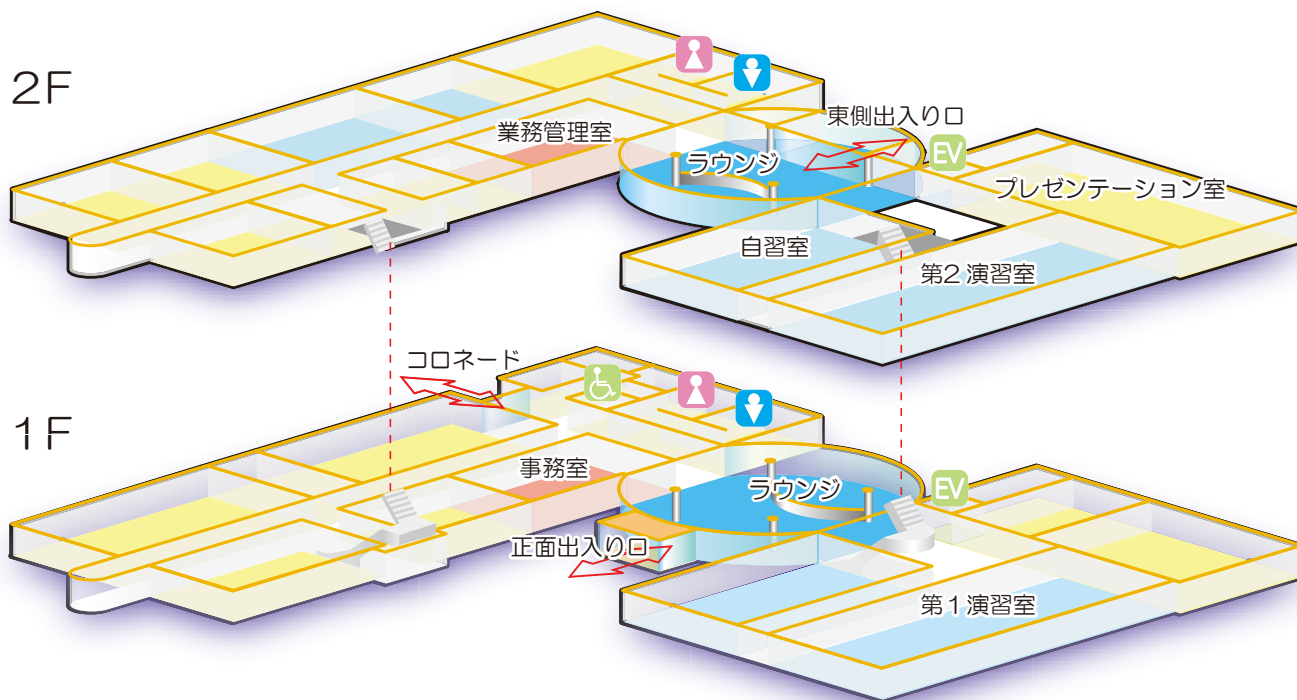 2F
業務管理室
ラウンジ
東側出入り口
EV
プレゼンテーション室
自習室
第2演習室
コロネード
1F
事務室
ラウンジ
EV
正面出入り口
第1演習室